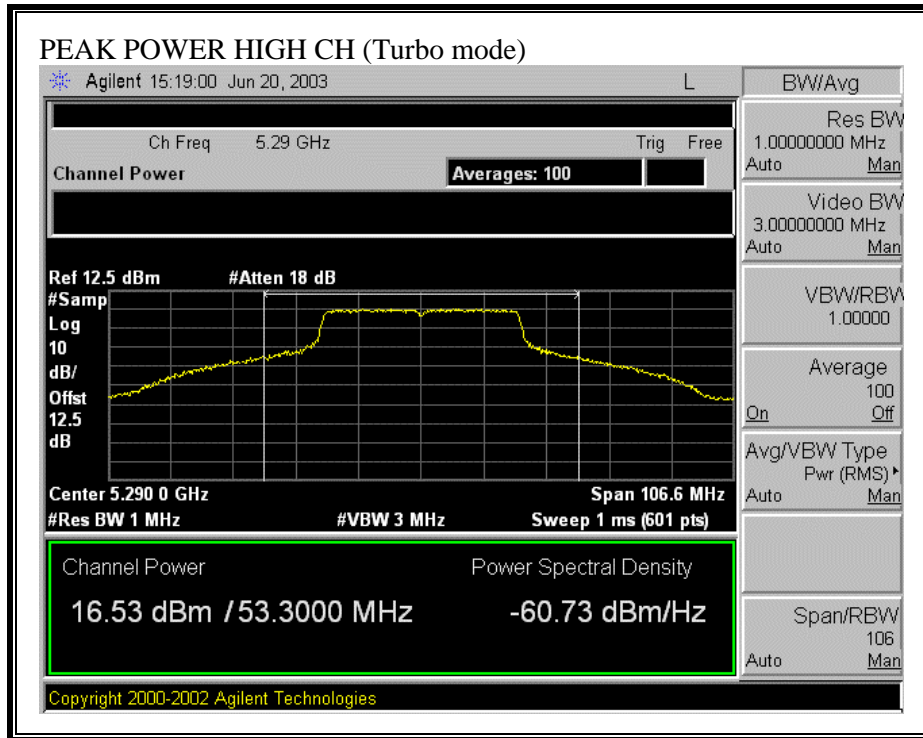 PEAK POWER HIGH CH (Turbo mode)
Agilent 15:19:00 Jun 20, 2003 L
Ch Freq 5.29 GHz Trig Free
Channel Power Averages: 100
Ref 12.5 dBm #Atten 18 dB
#Samp
Log
10
dB/
Offst
12.5
dB
Center 5.290 0 GHz Span 106.6 MHz
#Res BW 1 MHz #VBW 3 MHz Sweep 1 ms (601 pts)
Channel Power Power Spectral Density
16.53 dBm / 53.3000 MHz -60.73 dBm/Hz
Copyright 2000-2002 Agilent Technologies
BW/Avg
Res BW
1.00000000 MHz
Auto Man
Video BW
3.00000000 MHz
Auto Man
VBW/RBW
1.00000
Average
100
On Off
Avg/VBW Type
Pwr (RMS)
Auto Man
Span/RBW
106
Auto Man